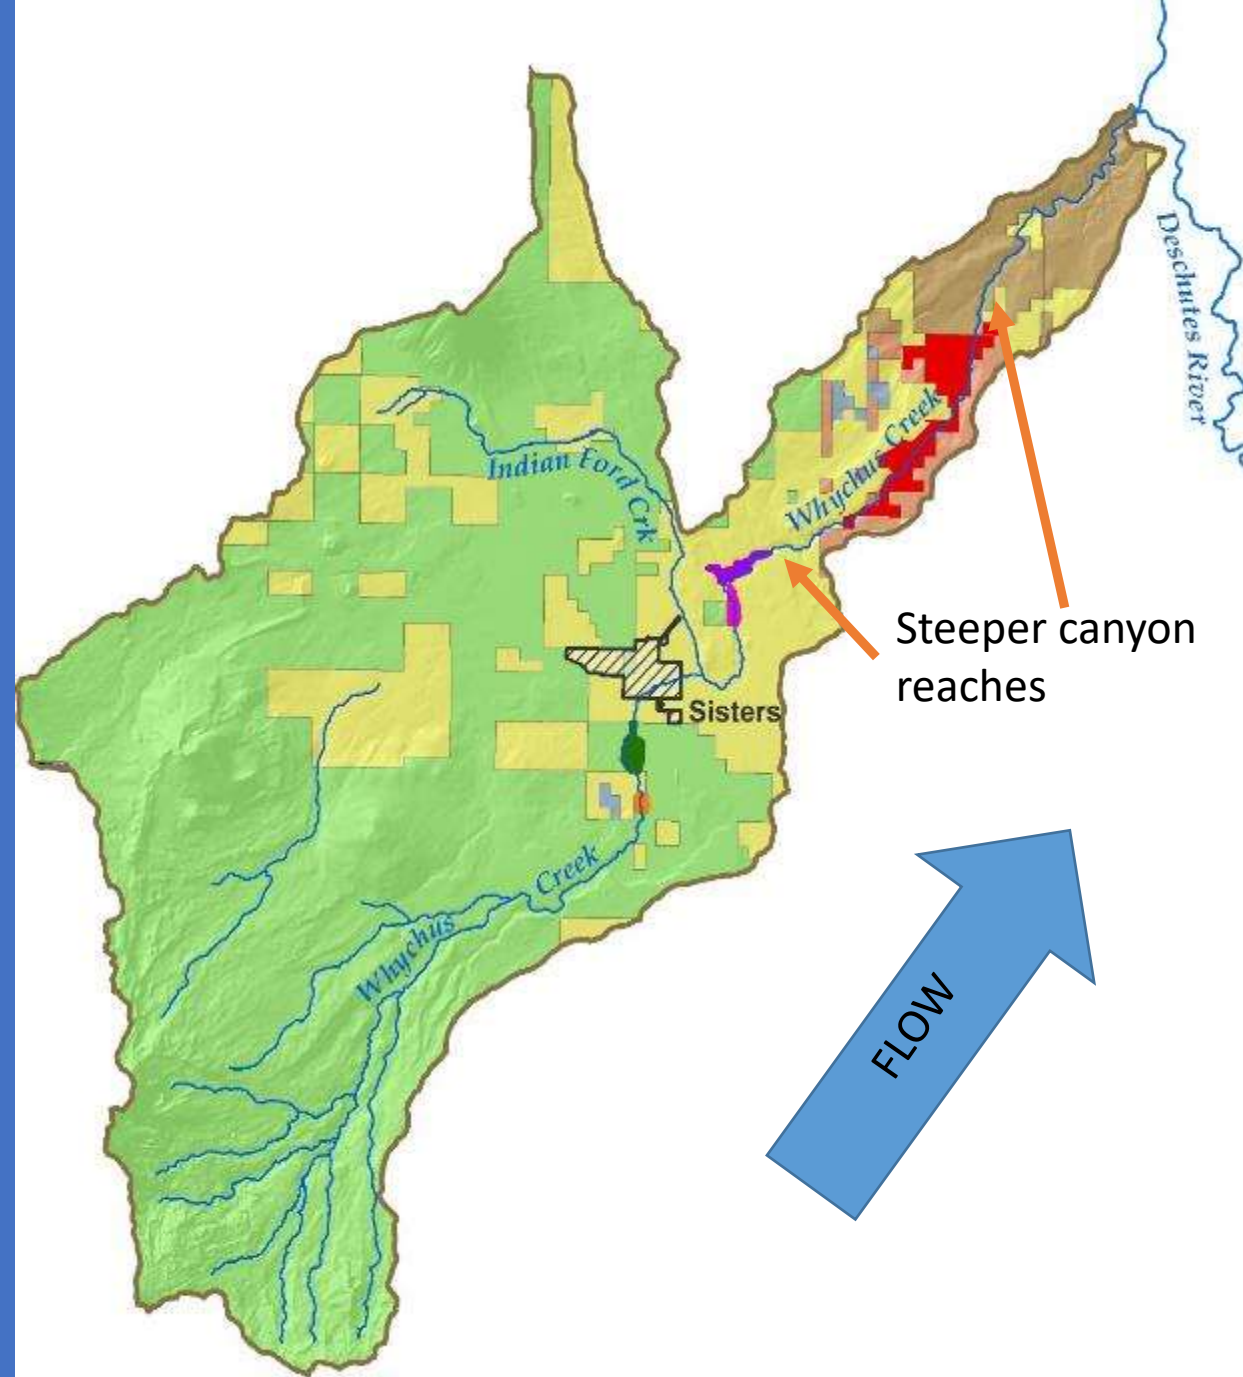 Deschutes River
Indian Ford Crk
Whychus Creek
Steeper canyon
reaches
Sisters
Whychus Creek
FLOW